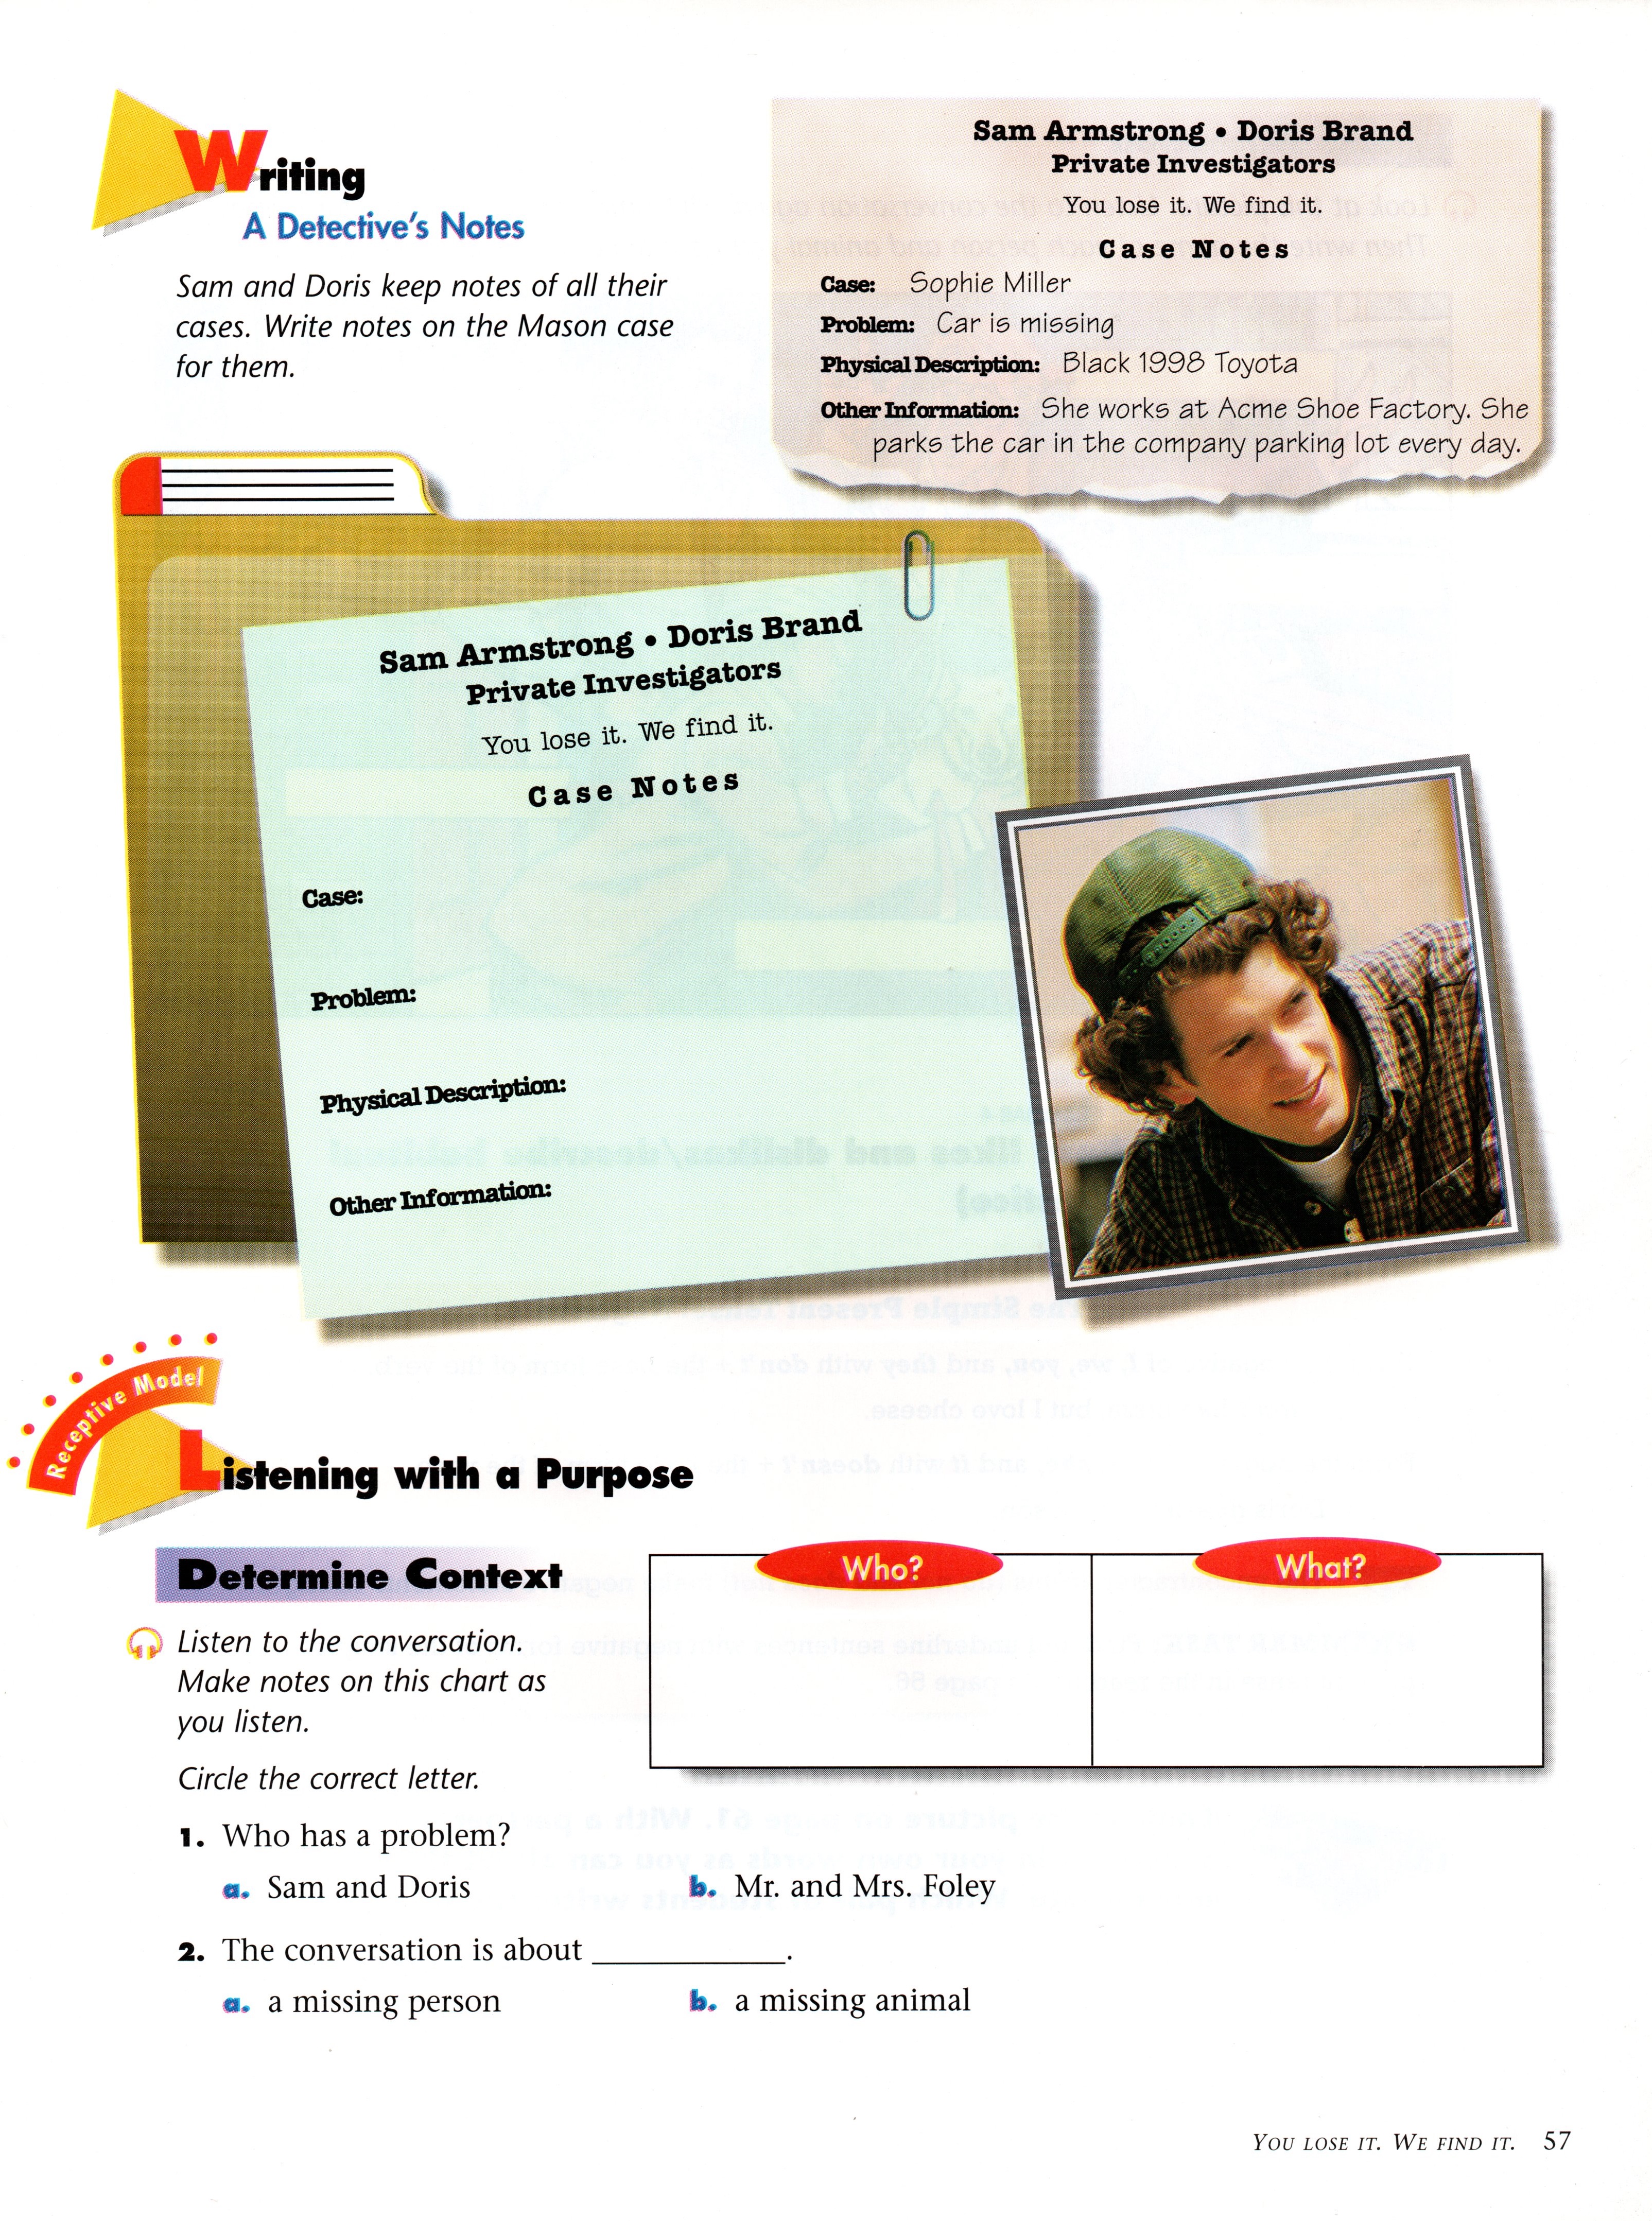 Writing
A Detective's Notes
Sam and Doris keep notes of all their
cases. Write notes on the Mason case
for them.
Sam Armstrong • Doris Brand
Private Investigators
You lose it. We find it.
Case Notes
Case: Sophie Miller
Problem: Car is missing
Physical Description: Black 1998 Toyota
Other Information: She works at Acme Shoe Factory. She
parks the car in the company parking lot every day.
Sam Armstrong • Doris Brand
Private Investigators
You lose it. We find it.
Case Notes
Case:
Problem:
Physical Description:
Other Information:
Receptive Model
Listening with a Purpose
Determine Context
Listen to the conversation.
Make notes on this chart as
you listen.
Who?
What?
Circle the correct letter.
1. Who has a problem?
a. Sam and Doris
b. Mr. and Mrs. Foley
2. The conversation is about ____________.
a. a missing person
b. a missing animal
YOU LOSE IT. WE FIND IT. 57